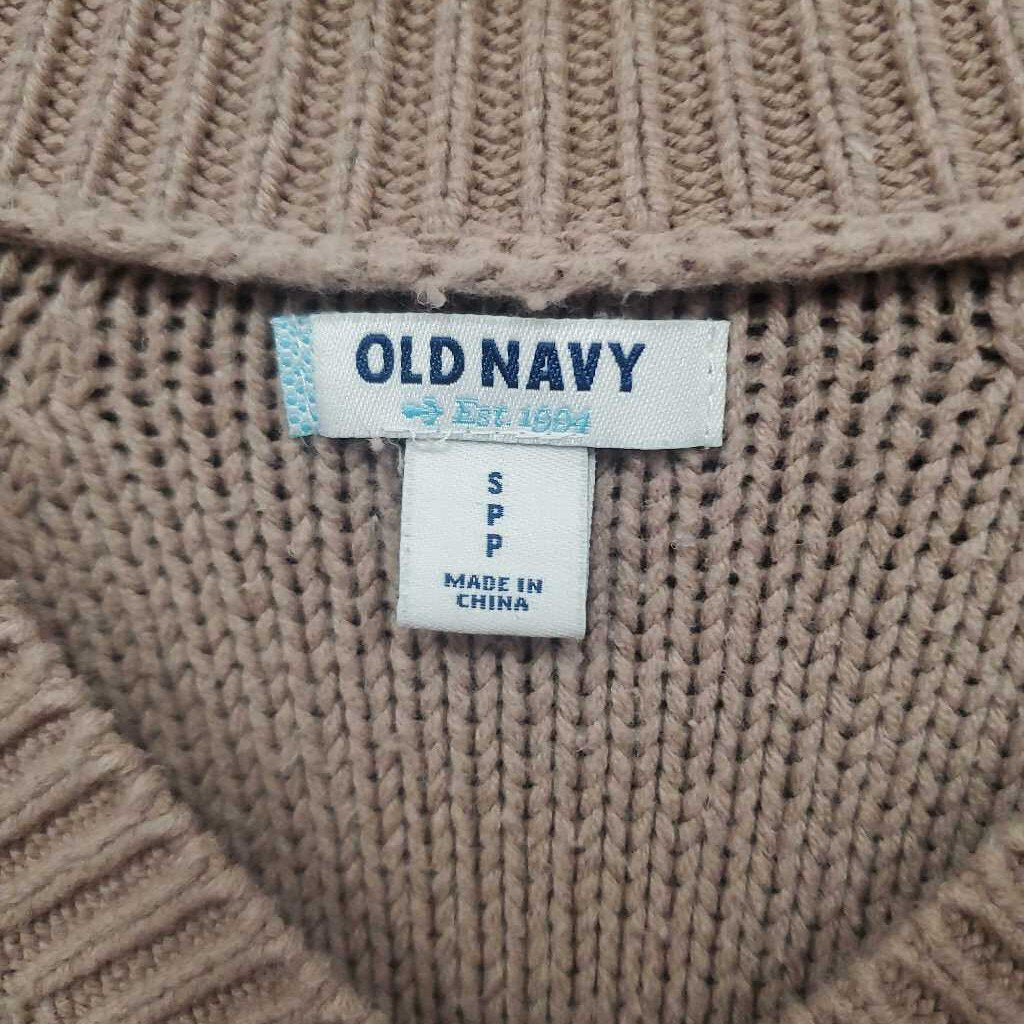 OLD NAVY
Est. 1994
S
P
P
MADE IN
CHINA